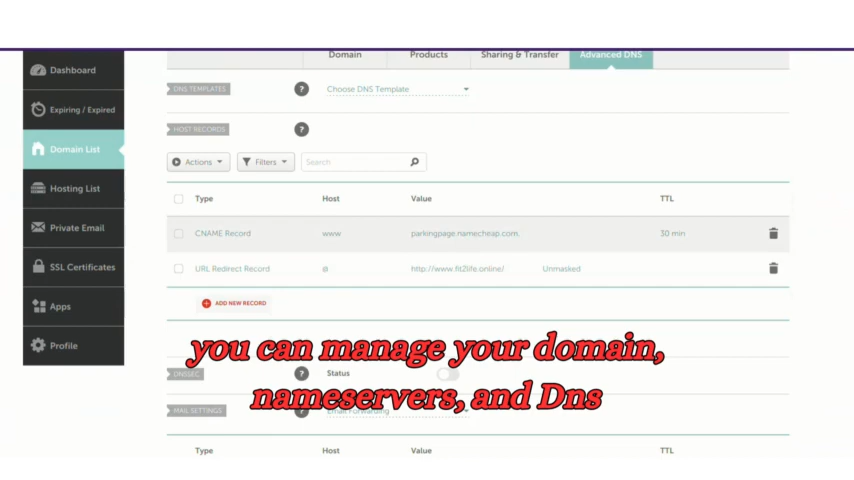 Domain Products Sharing & Transfer Advanced DNS
Dashboard
DNS TEMPLATES ? Choose DNS Template
Expiring / Expired
HOST RECORDS ?
Domain List
Actions Filters Search
Hosting List
Type Host Value TTL
Private Email
CNAME Record www parkingpage.namecheap.com. 30 min
SSL Certificates
URL Redirect Record @ http://www.fit2life.online/ Unmasked
Apps
ADD NEW RECORD
Profile
you can manage your domain,
DNSSEC ? Status
nameservers, and Dns
MAIL SETTINGS ? Email Forwarding
Type Host Value TTL